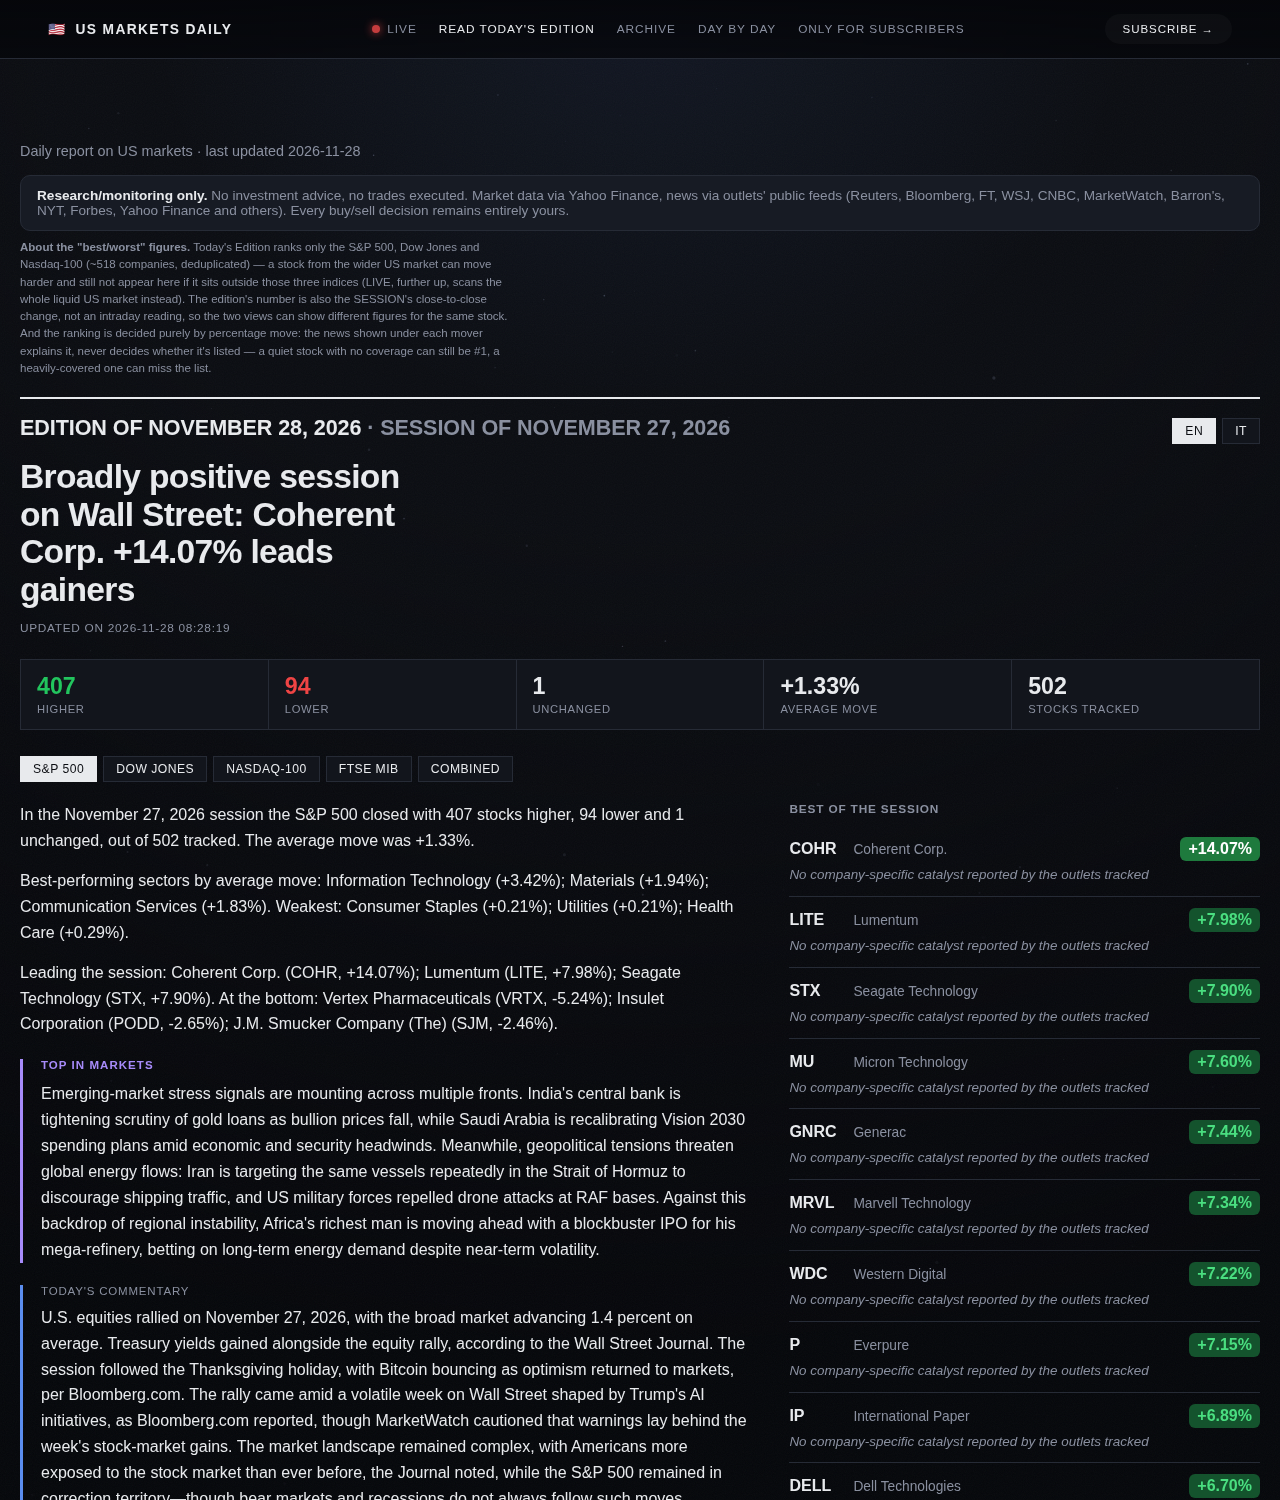 🇺🇸 US MARKETS DAILY
LIVE
READ TODAY'S EDITION
ARCHIVE
DAY BY DAY
ONLY FOR SUBSCRIBERS
SUBSCRIBE →
Daily report on US markets · last updated 2026-11-28
Research/monitoring only. No investment advice, no trades executed. Market data via Yahoo Finance, news via outlets' public feeds (Reuters, Bloomberg, FT, WSJ, CNBC, MarketWatch, Barron's,
NYT, Forbes, Yahoo Finance and others). Every buy/sell decision remains entirely yours.
About the "best/worst" figures. Today's Edition ranks only the S&P 500, Dow Jones and
Nasdaq-100 (~518 companies, deduplicated) — a stock from the wider US market can move
harder and still not appear here if it sits outside those three indices (LIVE, further up, scans the
whole liquid US market instead). The edition's number is also the SESSION's close-to-close
change, not an intraday reading, so the two views can show different figures for the same stock.
And the ranking is decided purely by percentage move: the news shown under each mover
explains it, never decides whether it's listed — a quiet stock with no coverage can still be #1, a
heavily-covered one can miss the list.
EDITION OF NOVEMBER 28, 2026 · SESSION OF NOVEMBER 27, 2026
EN
IT
Broadly positive session
on Wall Street: Coherent
Corp. +14.07% leads
gainers
UPDATED ON 2026-11-28 08:28:19
407
HIGHER
94
LOWER
1
UNCHANGED
+1.33%
AVERAGE MOVE
502
STOCKS TRACKED
S&P 500
DOW JONES
NASDAQ-100
FTSE MIB
COMBINED
In the November 27, 2026 session the S&P 500 closed with 407 stocks higher, 94 lower and 1
unchanged, out of 502 tracked. The average move was +1.33%.
Best-performing sectors by average move: Information Technology (+3.42%); Materials (+1.94%);
Communication Services (+1.83%). Weakest: Consumer Staples (+0.21%); Utilities (+0.21%); Health
Care (+0.29%).
Leading the session: Coherent Corp. (COHR, +14.07%); Lumentum (LITE, +7.98%); Seagate
Technology (STX, +7.90%). At the bottom: Vertex Pharmaceuticals (VRTX, -5.24%); Insulet
Corporation (PODD, -2.65%); J.M. Smucker Company (The) (SJM, -2.46%).
TOP IN MARKETS
Emerging-market stress signals are mounting across multiple fronts. India's central bank is
tightening scrutiny of gold loans as bullion prices fall, while Saudi Arabia is recalibrating Vision 2030
spending plans amid economic and security headwinds. Meanwhile, geopolitical tensions threaten
global energy flows: Iran is targeting the same vessels repeatedly in the Strait of Hormuz to
discourage shipping traffic, and US military forces repelled drone attacks at RAF bases. Against this
backdrop of regional instability, Africa's richest man is moving ahead with a blockbuster IPO for his
mega-refinery, betting on long-term energy demand despite near-term volatility.
TODAY'S COMMENTARY
U.S. equities rallied on November 27, 2026, with the broad market advancing 1.4 percent on
average. Treasury yields gained alongside the equity rally, according to the Wall Street Journal. The
session followed the Thanksgiving holiday, with Bitcoin bouncing as optimism returned to markets,
per Bloomberg.com. The rally came amid a volatile week on Wall Street shaped by Trump's AI
initiatives, as Bloomberg.com reported, though MarketWatch cautioned that warnings lay behind the
week's stock-market gains. The market landscape remained complex, with Americans more
exposed to the stock market than ever before, the Journal noted, while the S&P 500 remained in
correction territory—though bear markets and recessions do not always follow such moves,
BEST OF THE SESSION
COHR Coherent Corp. +14.07%
No company-specific catalyst reported by the outlets tracked
LITE Lumentum +7.98%
No company-specific catalyst reported by the outlets tracked
STX Seagate Technology +7.90%
No company-specific catalyst reported by the outlets tracked
MU Micron Technology +7.60%
No company-specific catalyst reported by the outlets tracked
GNRC Generac +7.44%
No company-specific catalyst reported by the outlets tracked
MRVL Marvell Technology +7.34%
No company-specific catalyst reported by the outlets tracked
WDC Western Digital +7.22%
No company-specific catalyst reported by the outlets tracked
P Everpure +7.15%
No company-specific catalyst reported by the outlets tracked
IP International Paper +6.89%
No company-specific catalyst reported by the outlets tracked
DELL Dell Technologies +6.70%